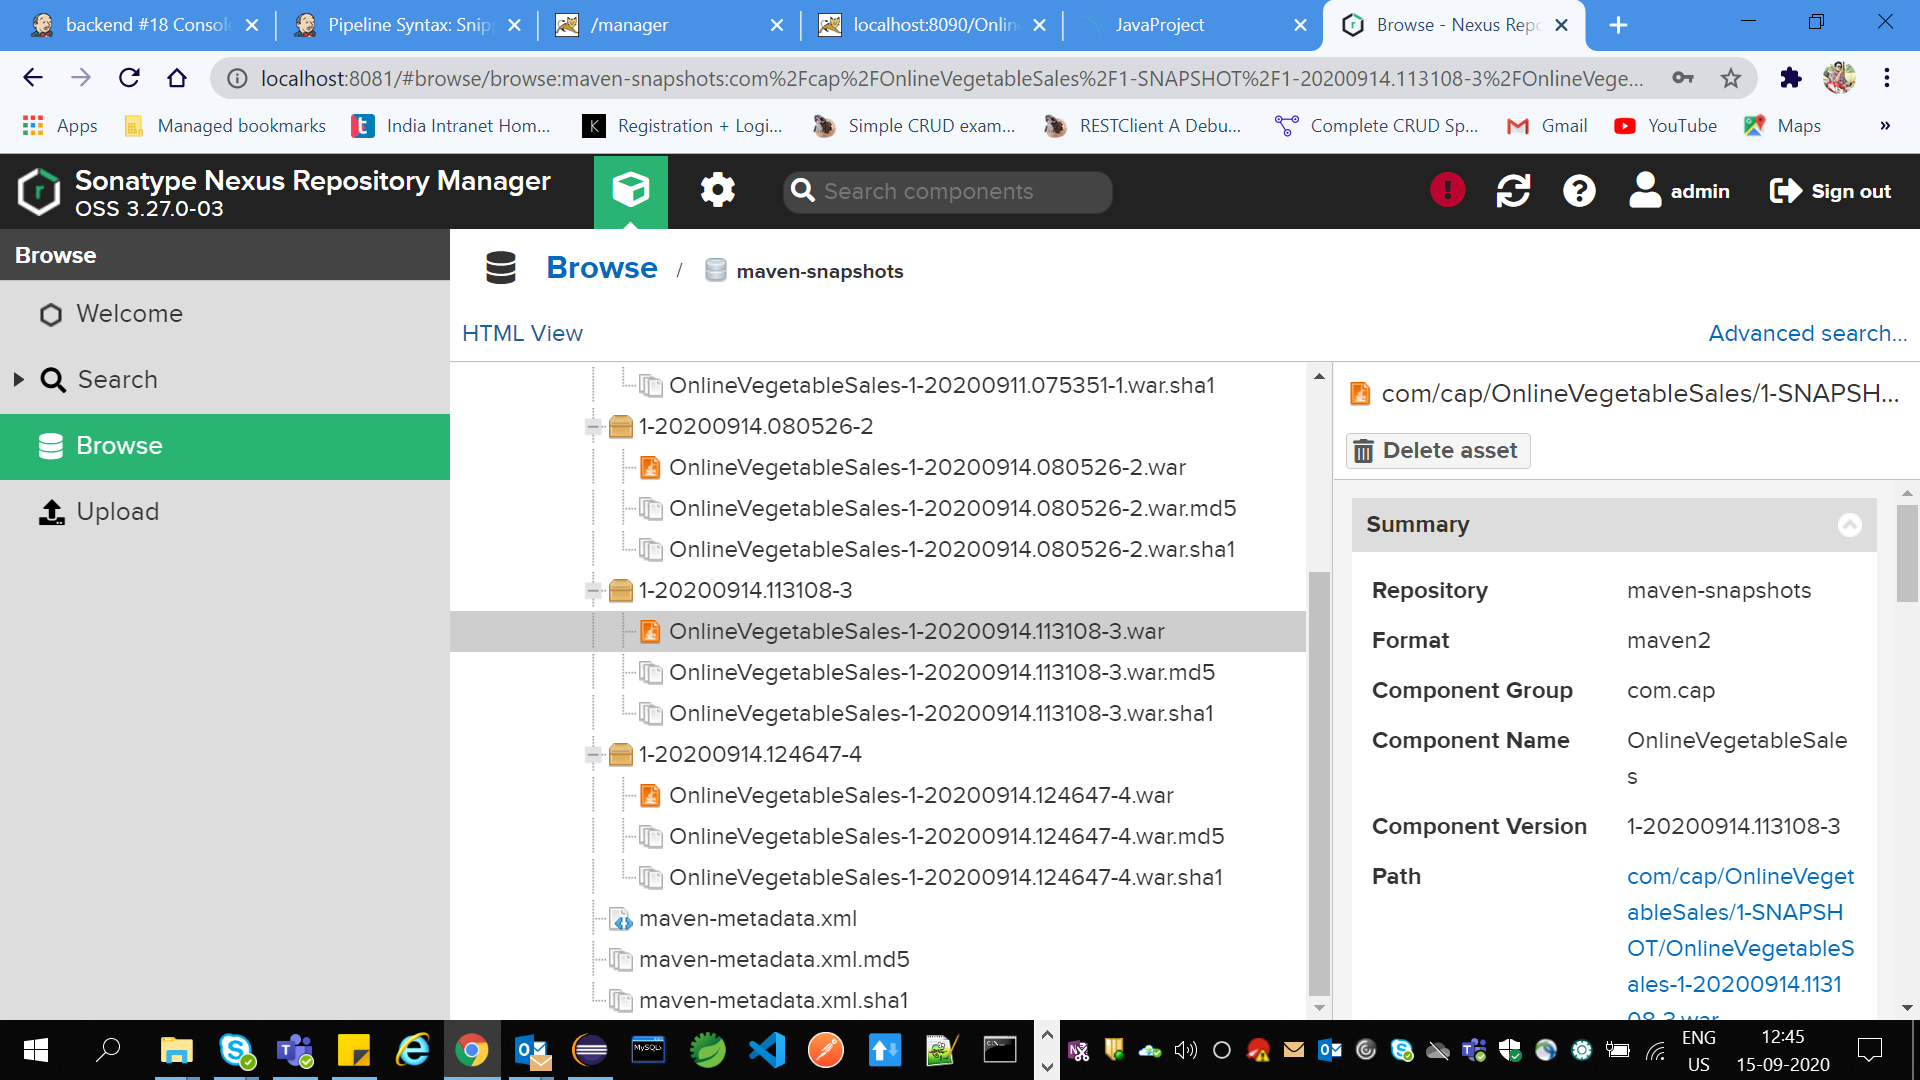 backend #18 Consol
Pipeline Syntax: Snip
/manager
localhost:8090/Onlin
JavaProject
Browse - Nexus Repo
localhost:8081/#browse/browse:maven-snapshots:com%2Fcap%2FOnlineVegetableSales%2F1-SNAPSHOT%2F1-20200914.113108-3%2FOnlineVege...
Apps
Managed bookmarks
India Intranet Hom...
Registration + Logi...
Simple CRUD exam...
RESTClient A Debu...
Complete CRUD Sp...
Gmail
YouTube
Maps
»
Sonatype Nexus Repository Manager
OSS 3.27.0-03
Search components
admin
Sign out
Browse
Welcome
Search
Browse
Upload
Browse / maven-snapshots
HTML View
Advanced search...
OnlineVegetableSales-1-20200911.075351-1.war.sha1
1-20200914.080526-2
OnlineVegetableSales-1-20200914.080526-2.war
OnlineVegetableSales-1-20200914.080526-2.war.md5
OnlineVegetableSales-1-20200914.080526-2.war.sha1
1-20200914.113108-3
OnlineVegetableSales-1-20200914.113108-3.war
OnlineVegetableSales-1-20200914.113108-3.war.md5
OnlineVegetableSales-1-20200914.113108-3.war.sha1
1-20200914.124647-4
OnlineVegetableSales-1-20200914.124647-4.war
OnlineVegetableSales-1-20200914.124647-4.war.md5
OnlineVegetableSales-1-20200914.124647-4.war.sha1
maven-metadata.xml
maven-metadata.xml.md5
maven-metadata.xml.sha1
com/cap/OnlineVegetableSales/1-SNAPSH...
Delete asset
Summary
Repository maven-snapshots
Format maven2
Component Group com.cap
Component Name OnlineVegetableSale
s
Component Version 1-20200914.113108-3
Path com/cap/OnlineVeget
ableSales/1-SNAPSH
OT/OnlineVegetableS
ales-1-20200914.1131
08-3.war
MySQL
ENG
US
12:45
15-09-2020